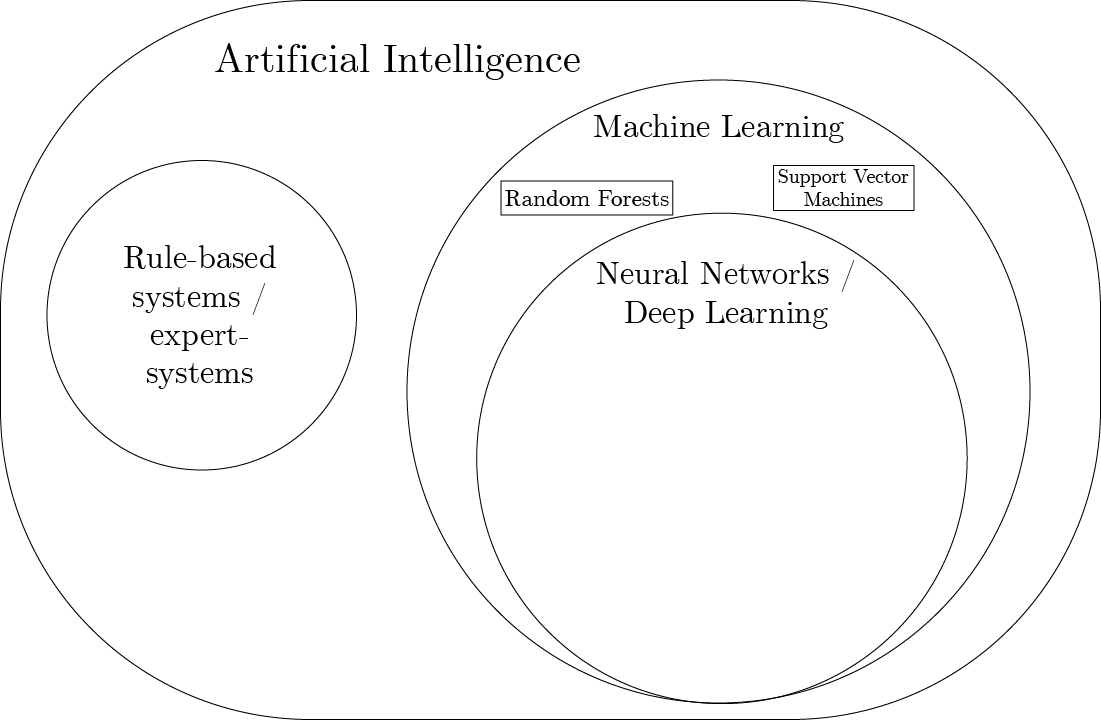 Artificial Intelligence
Machine Learning
Random Forests
Support Vector
Machines
Rule-based
systems /
expert-
systems
Neural Networks /
Deep Learning